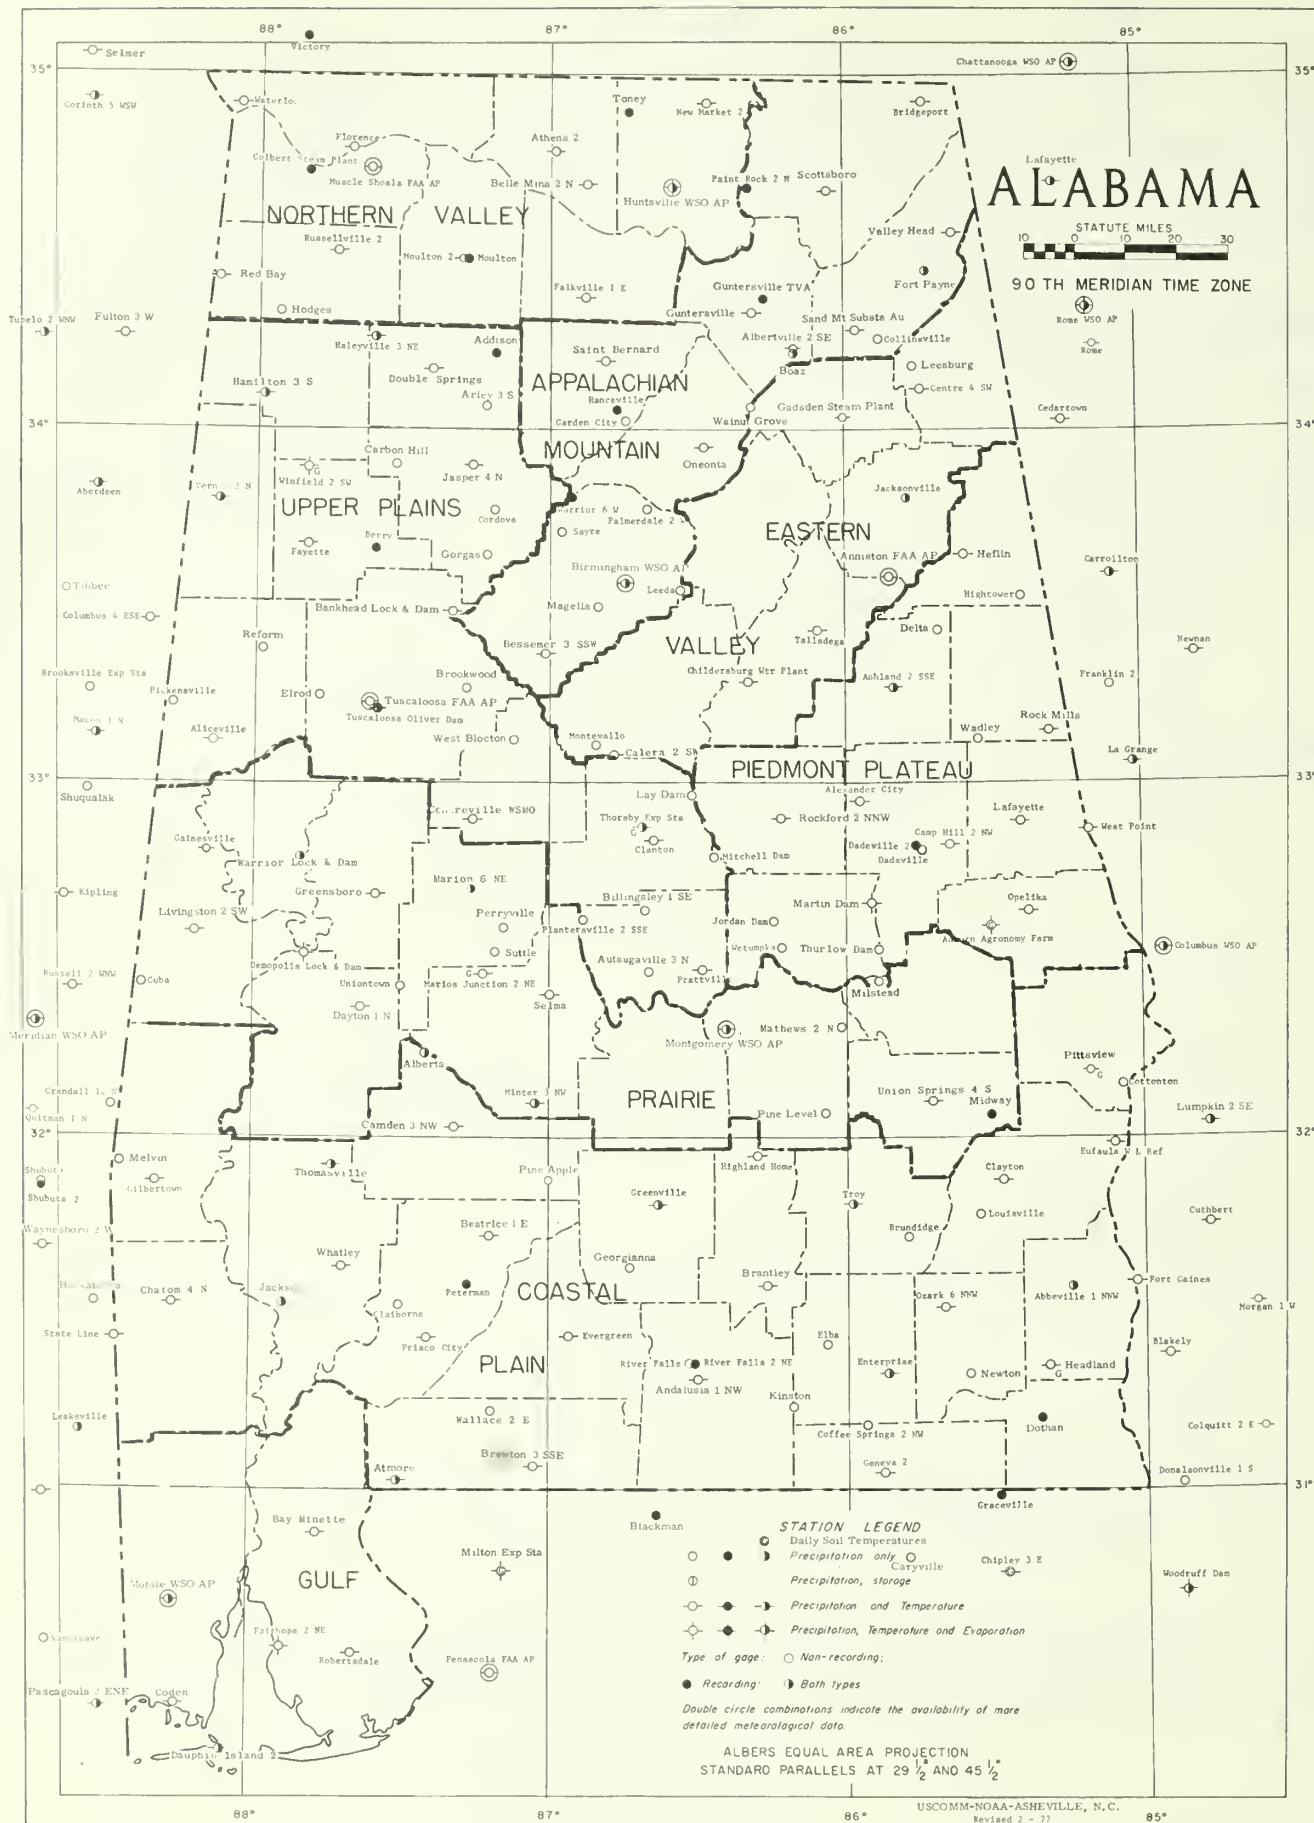 88°
87°
86°
85°
Selmer
Victory
Chattanooga WSO AP
35°
35°
Corinth 5 WSW
Toney
New Market 2
Bridgeport
Florence
Athens 2
Lafayette
Colbert Steam Plant
Muscle Shoals FAA AP
Belle Mina 2 N
Huntsville WSO AP
Paint Rock 2 N
Scottsboro
ALABAMA
NORTHERN VALLEY
STATUTE MILES
10 0 10 20 30
Russellville 2
Valley Head
Moulton 2
Moulton
Red Bay
Fort Payne
90 TH MERIDIAN TIME ZONE
Guntersville TVA
Falkville 1 E
Hodges
Guntersville
Rome WSO AP
Tupelo 2 WNW
Fulton 3 W
Sand Mt Substa Au
Haleyville 3 NE
Addison
Albertville 2 SE
Collinsville
Rome
Saint Bernard
Boaz
Leesburg
Hamilton 3 S
Double Springs
APPALACHIAN
Centre 4 SW
Arley 3 S
Ranceville
Gadsden Steam Plant
Cedartown
Garden City
Walnut Grove
34°
34°
MOUNTAIN
Carbon Hill
Oneonta
G
Winfield 2 SW
Jasper 4 N
Aberdeen
Jacksonville
UPPER PLAINS
Cordova
Palmerdale 2
Sayre
EASTERN
Fayette
Berry
Gorgas
Anniston FAA AP
Heflin
Birmingham WSO AP
Carrollton
Tibbee
Leeds
Hightower
Columbus 4 ESE
Bankhead Lock & Dam
Magella
Talladega
Delta
Reform
Bessemer 3 SSW
VALLEY
Newnan
Brooksville Exp Sta
Brookwood
Childersburg Wtr Plant
Ashland 2 SSE
Franklin 2
Pickensville
Elrod
Tuscaloosa FAA AP
Tuscaloosa Oliver Dam
Macon 1 N
Aliceville
West Blocton
Montevallo
Calera 2 SW
Wadley
Rock Mills
La Grange
33°
33°
PIEDMONT PLATEAU
Shuqualak
Lay Dam
Alexander City
Thorsby Exp Sta
G
Rockford 2 NNW
Lafayette
West Point
Gainesville
Clanton
Camp Hill 2 NW
Dadeville 2
Dadeville
Warrior Lock & Dam
Mitchell Dam
Kipling
Greensboro
Marion 6 NE
Billingsley 1 SE
Martin Dam
Opelika
Livingston 2 SW
Perryville
Plantersville 2 SSE
Jordan Dam
Auburn Agronomy Farm
Columbus WSO AP
Demopolis Lock & Dam
Suttle
Wetumpka
Thurlow Dam
Russell 2 WNW
Cuba
Uniontown
G
Marion Junction 2 NE
Autaugaville 3 N
Prattville
Milstead
Dayton 1 N
Selma
Meridian WSO AP
Montgomery WSO AP
Mathews 2 N
Alberta
Pittsview
G
Cottonton
Minter 3 NW
PRAIRIE
Union Springs 4 S
Midway
Quitman 1 N
Camden 3 NW
Pine Level
Lumpkin 2 SE
32°
32°
Eufaula W L Ref
Melvin
Thomasville
Pine Apple
Highland Home
Clayton
Shubuta 2
Gilbertown
Greenville
Troy
Louisville
Cuthbert
Waynesboro 2 W
Beatrice 1 E
Brundidge
Whatley
Georgianna
Brantley
Fort Gaines
Chatom 4 N
Peterman
COASTAL
Ozark 6 NNW
Abbeville 1 NNW
Morgan 1 W
Claiborne
State Line
Frisco City
Evergreen
Elba
Blakely
PLAIN
River Falls
River Falls 2 NE
Enterprise
Newton
Headland
G
Andalusia 1 NW
Kinston
Leakesville
Wallace 2 E
Coffee Springs 2 NW
Dothan
Colquitt 2 E
Brewton 3 SSE
Atmore
Geneva 2
Donalsonville 1 S
31°
31°
Graceville
Blackman
Bay Minette
STATION LEGEND
Daily Soil Temperatures
Precipitation only
Caryville
Chipley 3 E
Milton Exp Sta
Precipitation, storage
GULF
Woodruff Dam
Mobile WSO AP
Precipitation and Temperature
Precipitation, Temperature and Evaporation
Fairhope 2 NE
Vancleave
Robertsdale
Pensacola FAA AP
Type of gage: Non-recording;
Recording: Both types
Pascagoula 2 ENE
Coden
Double circle combinations indicate the availability of more
detailed meteorological data.
Dauphin Island 2
ALBERS EQUAL AREA PROJECTION
STANDARD PARALLELS AT 29 1/2° AND 45 1/2°
USCOMM-NOAA-ASHEVILLE, N.C.
Revised 2 - 77
88°
87°
86°
85°